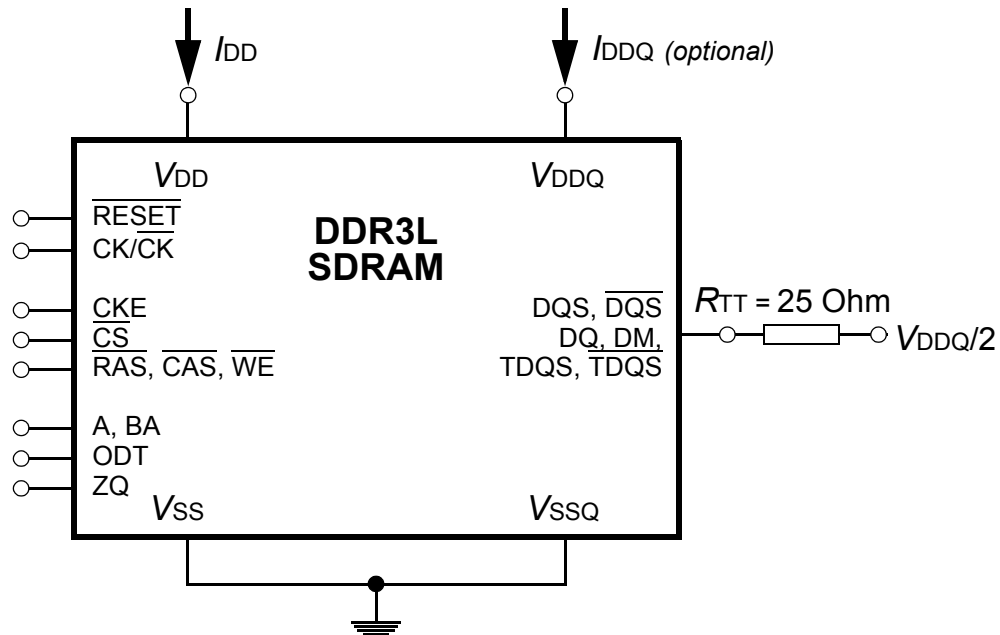 IDD
IDDQ (optional)
VDD
VDDQ
RESET
CK/CK
DDR3L
SDRAM
CKE
CS
RAS, CAS, WE
A, BA
ODT
ZQ
DQS, DQS
DQ, DM,
TDQS, TDQS
RTT = 25 Ohm
VDDQ/2
VSS
VSSQ